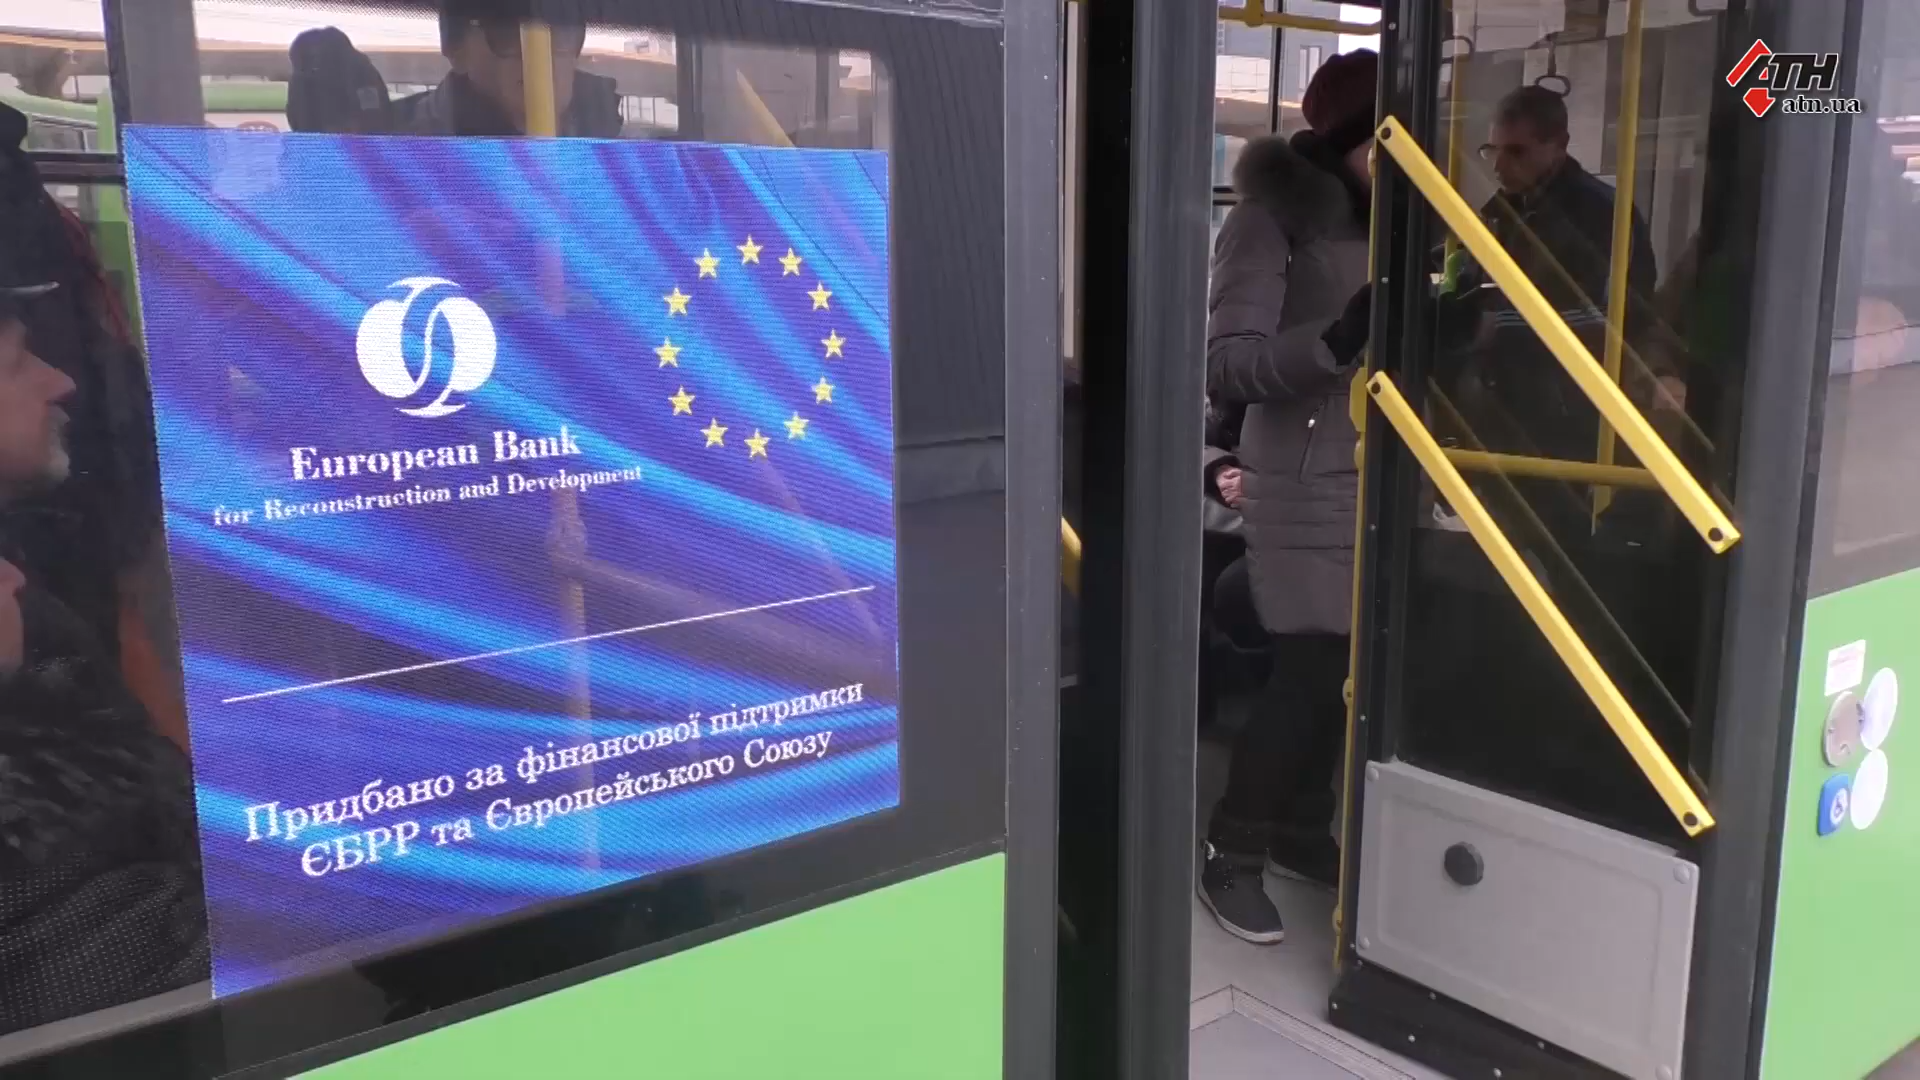 АТН
atn.ua
European Bank
for Reconstruction and Development
Придбано за фінансової підтримки
ЄБРР та Європейського Союзу